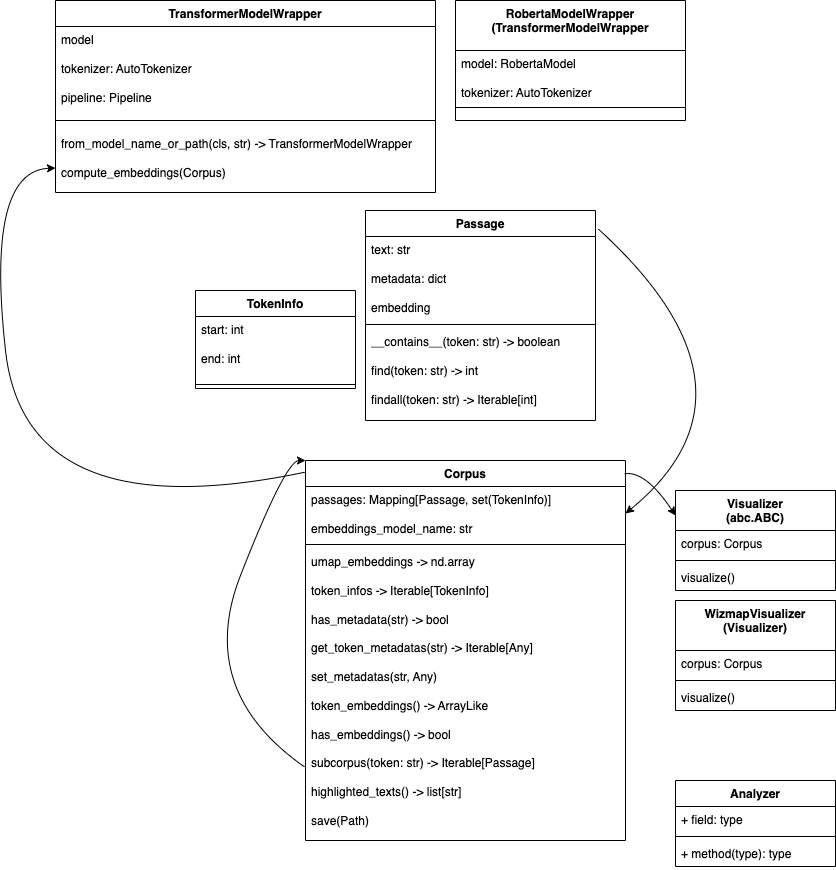 TransformerModelWrapper
model
tokenizer: AutoTokenizer
pipeline: Pipeline
from_model_name_or_path(cls, str) -> TransformerModelWrapper
compute_embeddings(Corpus)
RobertaModelWrapper
(TransformerModelWrapper
model: RobertaModel
tokenizer: AutoTokenizer
Passage
text: str
metadata: dict
embedding
__contains__(token: str) -> boolean
find(token: str) -> int
findall(token: str) -> Iterable[int]
TokenInfo
start: int
end: int
Corpus
passages: Mapping[Passage, set(TokenInfo)]
embeddings_model_name: str
umap_embeddings -> nd.array
token_infos -> Iterable[TokenInfo]
has_metadata(str) -> bool
get_token_metadatas(str) -> Iterable[Any]
set_metadatas(str, Any)
token_embeddings() -> ArrayLike
has_embeddings() -> bool
subcorpus(token: str) -> Iterable[Passage]
highlighted_texts() -> list[str]
save(Path)
Visualizer
(abc.ABC)
corpus: Corpus
visualize()
WizmapVisualizer
(Visualizer)
corpus: Corpus
visualize()
Analyzer
+ field: type
+ method(type): type